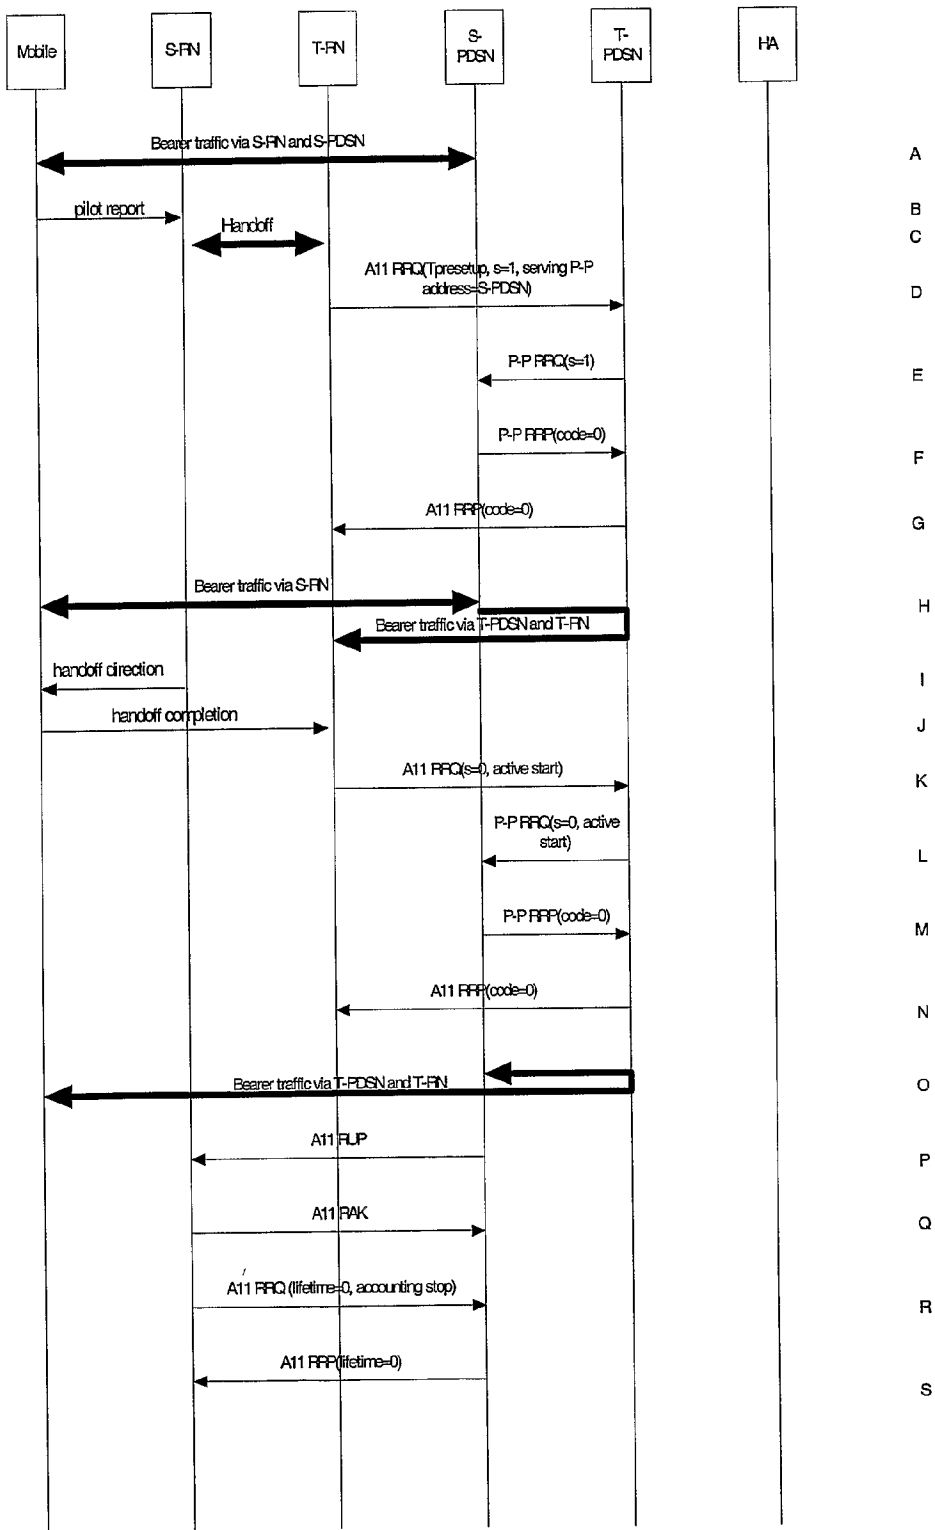 Mobile
S-RN
T-RN
S-
PDSN
T-
PDSN
HA
Bearer traffic via S-RN and S-PDSN
A
pilot report
B
Handoff
C
A11 RRQ(Tpresetup, s=1, serving P-P
address=S-PDSN)
D
P-P RRQ(s=1)
E
P-P RRP(code=0)
F
A11 RRP(code=0)
G
Bearer traffic via S-RN
H
Bearer traffic via T-PDSN and T-RN
handoff direction
I
handoff completion
J
A11 RRQ(s=0, active start)
K
P-P RRQ(s=0, active
start)
L
P-P RRP(code=0)
M
A11 RRP(code=0)
N
Bearer traffic via T-PDSN and T-RN
O
A11 RUP
P
A11 RAK
Q
A11 RRQ (lifetime=0, accounting stop)
R
A11 RRP(lifetime=0)
S